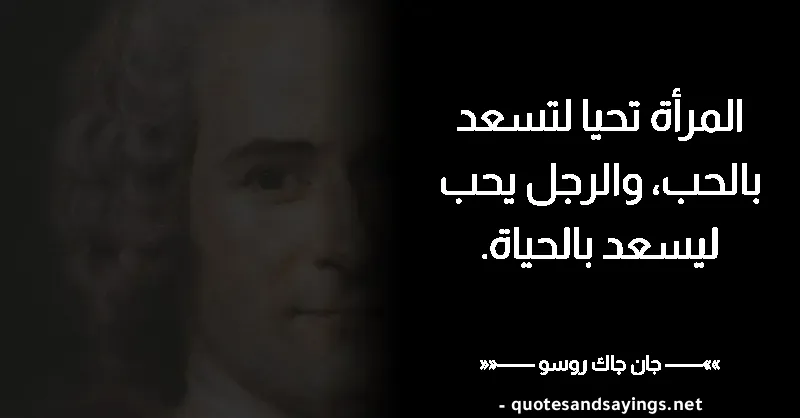 المرأة تحيا لتسعد
بالحب، والرجل يحب
ليسعد بالحياة.
»»—— جان جاك روسو ——««
- quotesandsayings.net